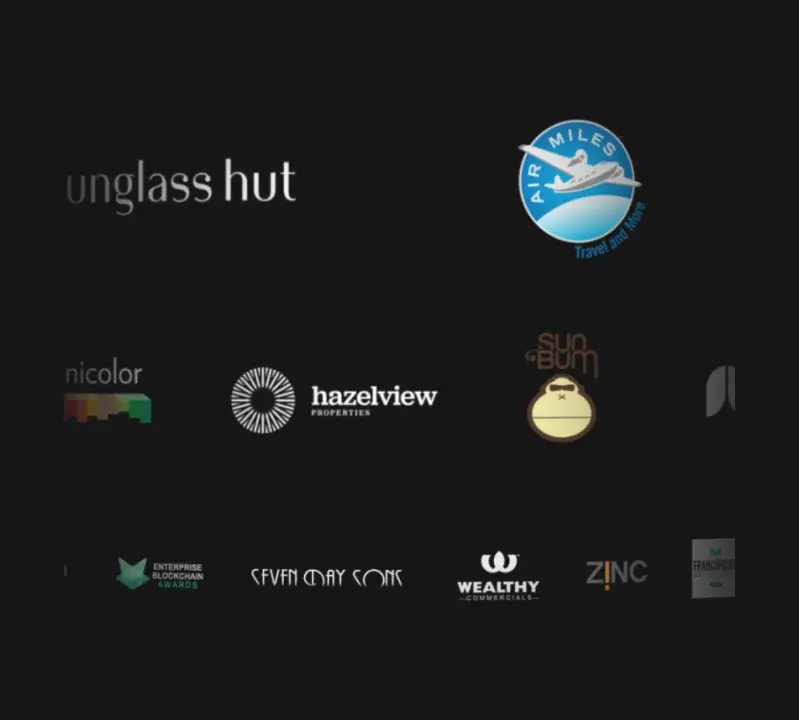 unglass hut
AIR MILES
Travel and More
nicolor
hazelview
PROPERTIES
SUN
BUM
ENTERPRISE
BLOCKCHAIN
AWARDS
SEVEN DAY SONS
WEALTHY
COMMERCIALS
Z!NC